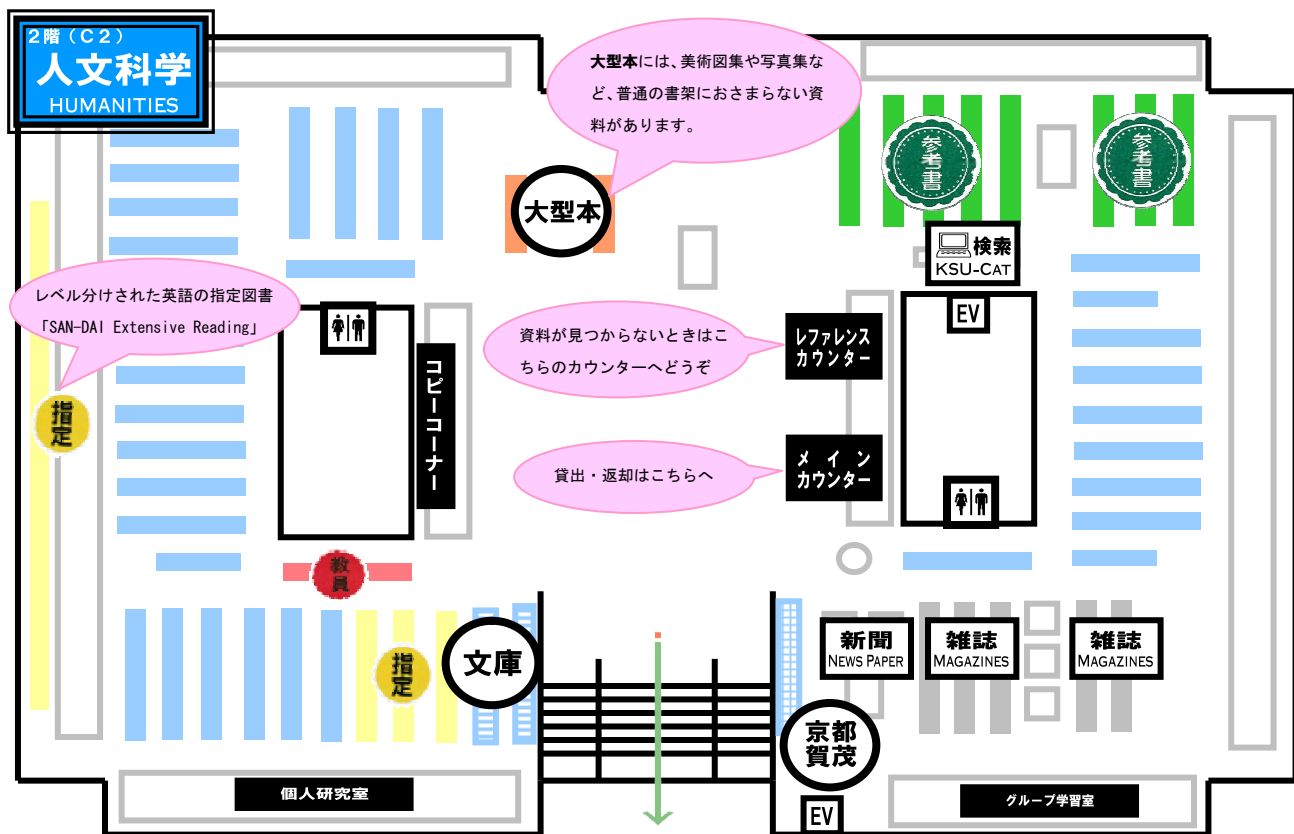 2階(C2)
人文科学
HUMANITIES
大型本には、美術図集や写真集な
ど、普通の書架におさまらない資
料があります。
大型本
参考書
参考書
検索
KSU-CAT
EV
レベル分けされた英語の指定図書
「SAN-DAI Extensive Reading」
指定
コピーコーナー
資料が見つからないときはこ
ちらのカウンターへどうぞ
レファレンス
カウンター
貸出・返却はこちらへ
メイン
カウンター
教員
指定
文庫
新聞
NEWS PAPER
雑誌
MAGAZINES
雑誌
MAGAZINES
京都
賀茂
個人研究室
EV
グループ学習室